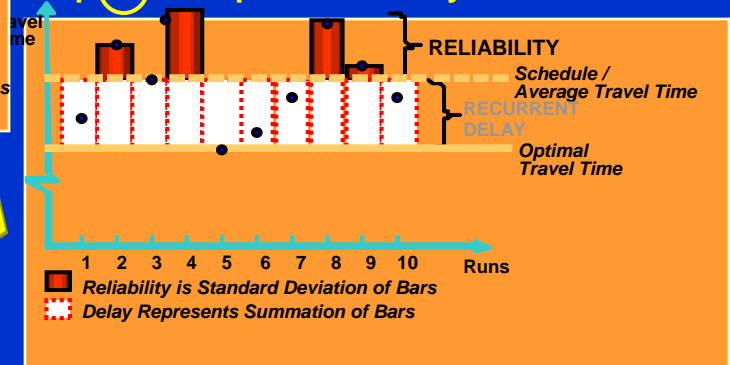 RELIABILITY
Schedule /
Average Travel Time
RECURRENT
DELAY
Optimal
Travel Time
1 2 3 4 5 6 7 8 9 10
Runs
Reliability is Standard Deviation of Bars
Delay Represents Summation of Bars